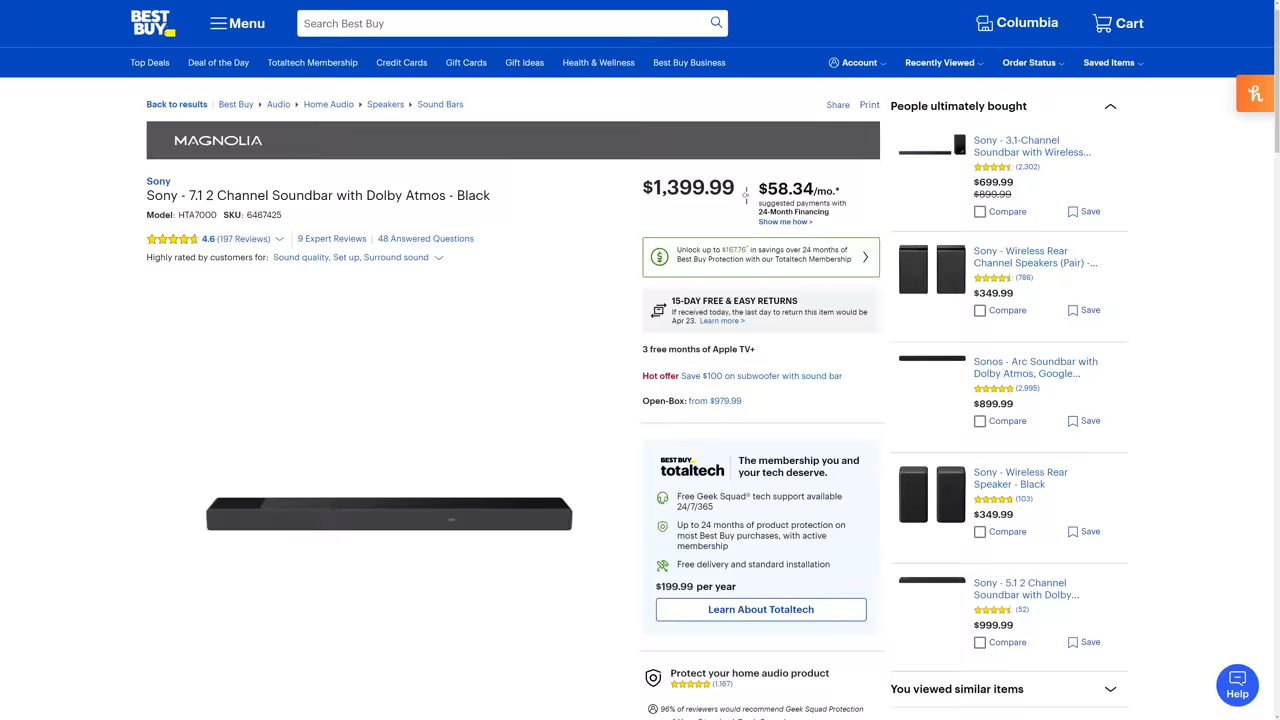 BEST BUY
Menu
Search Best Buy
Columbia
Cart
Top Deals
Deal of the Day
Totaltech Membership
Credit Cards
Gift Cards
Gift Ideas
Health & Wellness
Best Buy Business
Account
Recently Viewed
Order Status
Saved Items
Back to results
Best Buy
Audio
Home Audio
Speakers
Sound Bars
Share
Print
MAGNOLIA
Sony
Sony - 7.1 2 Channel Soundbar with Dolby Atmos - Black
Model: HTA7000 SKU: 6467425
4.6 (197 Reviews)
9 Expert Reviews
48 Answered Questions
Highly rated by customers for: Sound quality, Set up, Surround sound
$1,399.99
Or
$58.34/mo.*
suggested payments with
24-Month Financing
Show me how >
Unlock up to $167.76^ in savings over 24 months of
Best Buy Protection with our Totaltech Membership
15-DAY FREE & EASY RETURNS
If received today, the last day to return this item would be
Apr 23. Learn more >
3 free months of Apple TV+
Hot offer Save $100 on subwoofer with sound bar
Open-Box: from $979.99
BEST BUY
totaltech
The membership you and
your tech deserve.
Free Geek Squad® tech support available
24/7/365
Up to 24 months of product protection on
most Best Buy purchases, with active
membership
Free delivery and standard installation
$199.99 per year
Learn About Totaltech
Protect your home audio product
(1,167)
96% of reviewers would recommend Geek Squad Protection
People ultimately bought
Sony - 3.1-Channel
Soundbar with Wireless...
(2,302)
$699.99
$899.99
Compare
Save
Sony - Wireless Rear
Channel Speakers (Pair) -...
(786)
$349.99
Compare
Save
Sonos - Arc Soundbar with
Dolby Atmos, Google...
(2,995)
$899.99
Compare
Save
Sony - Wireless Rear
Speaker - Black
(103)
$349.99
Compare
Save
Sony - 5.1 2 Channel
Soundbar with Dolby...
(52)
$999.99
Compare
Save
You viewed similar items
h
Help